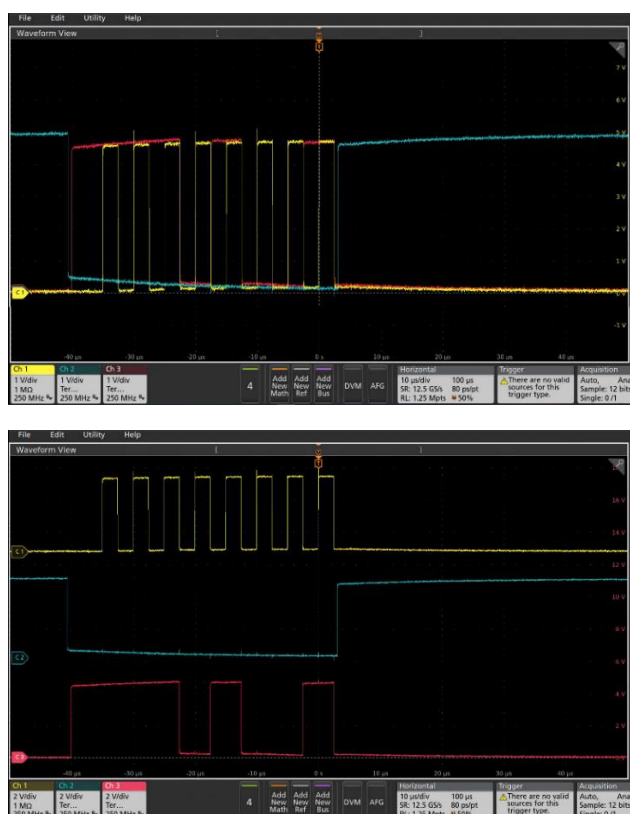 File Edit Utility Help
Waveform View
7 V
5 V
4 V
3 V
2 V
1 V
C1
-1 V
-40 µs -30 µs -20 µs -10 µs 0 s 10 µs 20 µs 30 µs 40 µs
Ch 1 Ch 2 Ch 3 Horizontal Trigger Acquisition
1 V/div 1 V/div 1 V/div 4 Add New Math Add New Ref Add New Bus DVM AFG 10 µs/div 100 µs There are no valid sources for this trigger type. Auto, Ana
1 MΩ Ter... Ter... SR: 12.5 GS/s 80 ps/pt Sample: 12 bits
250 MHz 250 MHz 250 MHz RL: 1.25 Mpts 50% Single: 0/1
File Edit Utility Help
Waveform View
C1
14 V
12 V
10 V
C2
4 V
2 V
C3
-40 µs -30 µs -20 µs -10 µs 0 s 10 µs 20 µs 30 µs 40 µs
Ch 1 Ch 2 Ch 3 Horizontal Trigger Acquisition
2 V/div 2 V/div 2 V/div 4 Add New Math Add New Ref Add New Bus DVM AFG 10 µs/div 100 µs There are no valid sources for this trigger type. Auto, Ana
1 MΩ Ter... Ter... SR: 12.5 GS/s 80 ps/pt Sample: 12 bits